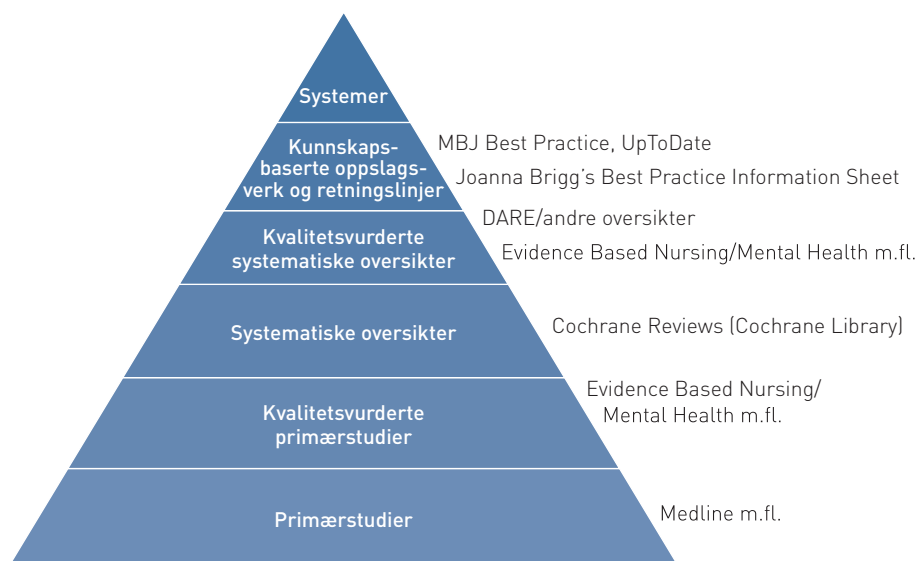 Systemer
Kunnskaps-
baserte oppslags-
verk og retningslinjer
MBJ Best Practice, UpToDate
Joanna Brigg's Best Practice Information Sheet
Kvalitetsvurderte
systematiske oversikter
DARE/andre oversikter
Evidence Based Nursing/Mental Health m.fl.
Systematiske oversikter
Cochrane Reviews (Cochrane Library)
Kvalitetsvurderte
primærstudier
Evidence Based Nursing/
Mental Health m.fl.
Primærstudier
Medline m.fl.